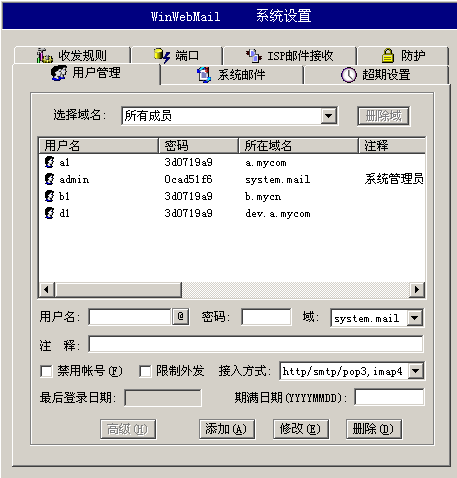 WinWebMail 系统设置
收发规则 端口 ISP邮件接收 防护
用户管理 系统邮件 超期设置
选择域名: 所有成员 删除域
用户名 密码 所在域名 注释
a1 3d0719a9 a.mycom
admin 0cad51f6 system.mail 系统管理员
b1 3d0719a9 b.mycn
d1 3d0719a9 dev.a.mycom
用户名: @ 密码: 域: system.mail
注 释:
禁用帐号(F) 限制外发 接入方式: http/smtp/pop3,imap4
最后登录日期: 期满日期(YYYYMMDD):
高级(H) 添加(A) 修改(E) 删除(D)